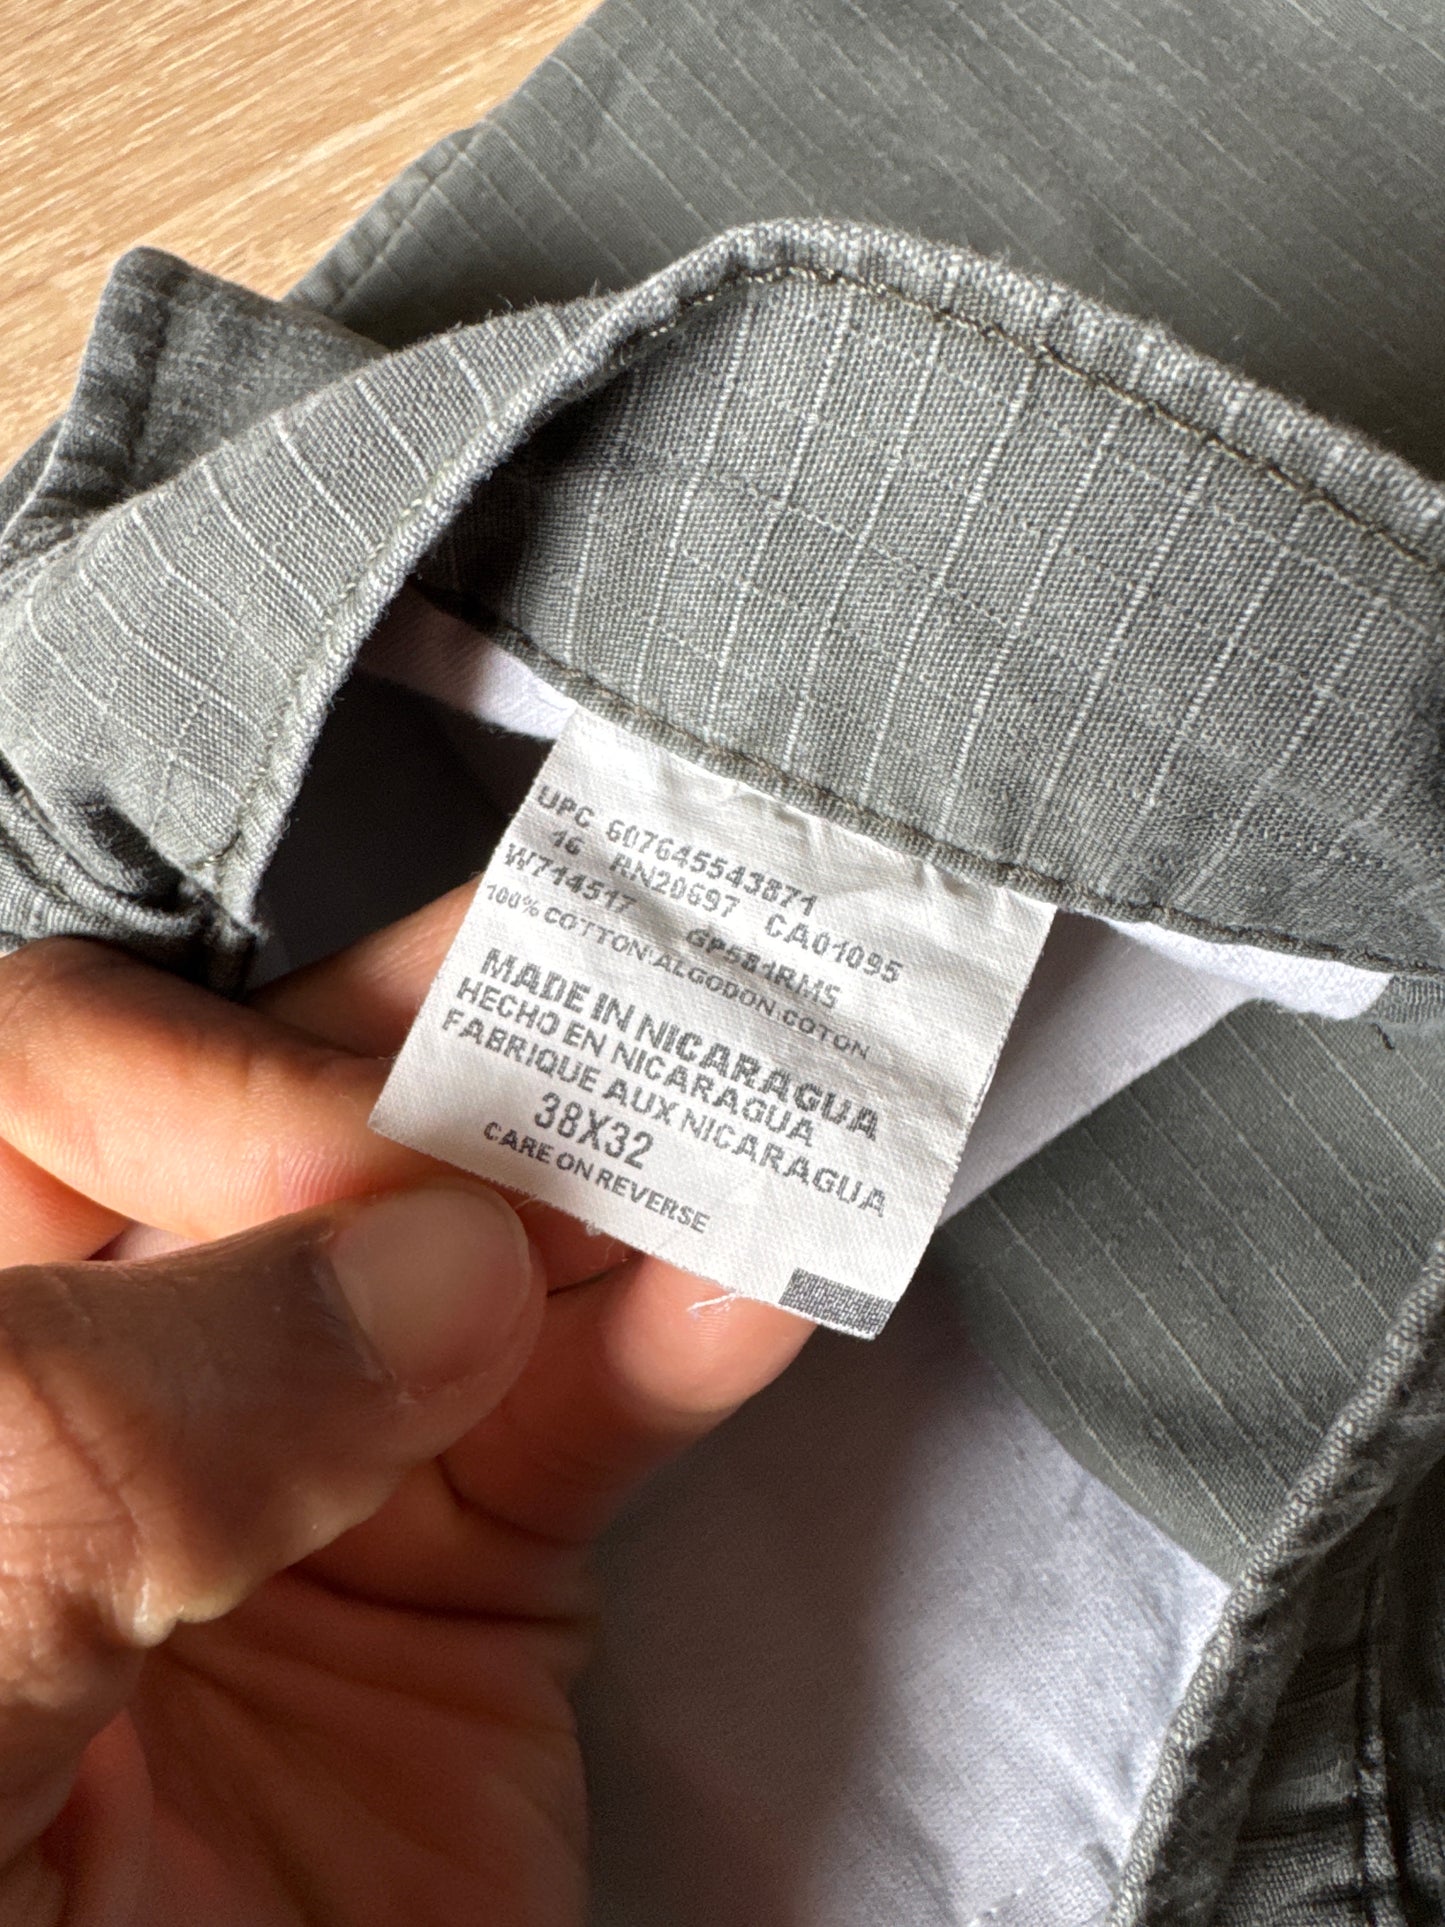 UPC 607645543871
16 RN20697 CA01095
W714517 GP581RMS
100% COTTON\ALGODON.COTON
MADE IN NICARAGUA
HECHO EN NICARAGUA
FABRIQUE AUX NICARAGUA
38X32
CARE ON REVERSE